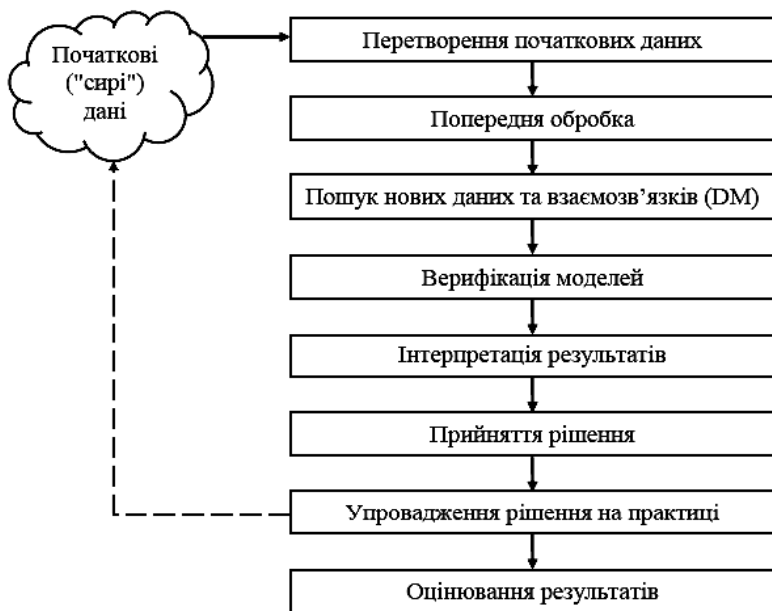 Початкові
("сирі")
дані
Перетворення початкових даних
Попередня обробка
Пошук нових даних та взаємозв’язків (DM)
Верифікація моделей
Інтерпретація результатів
Прийняття рішення
Упровадження рішення на практиці
Оцінювання результатів